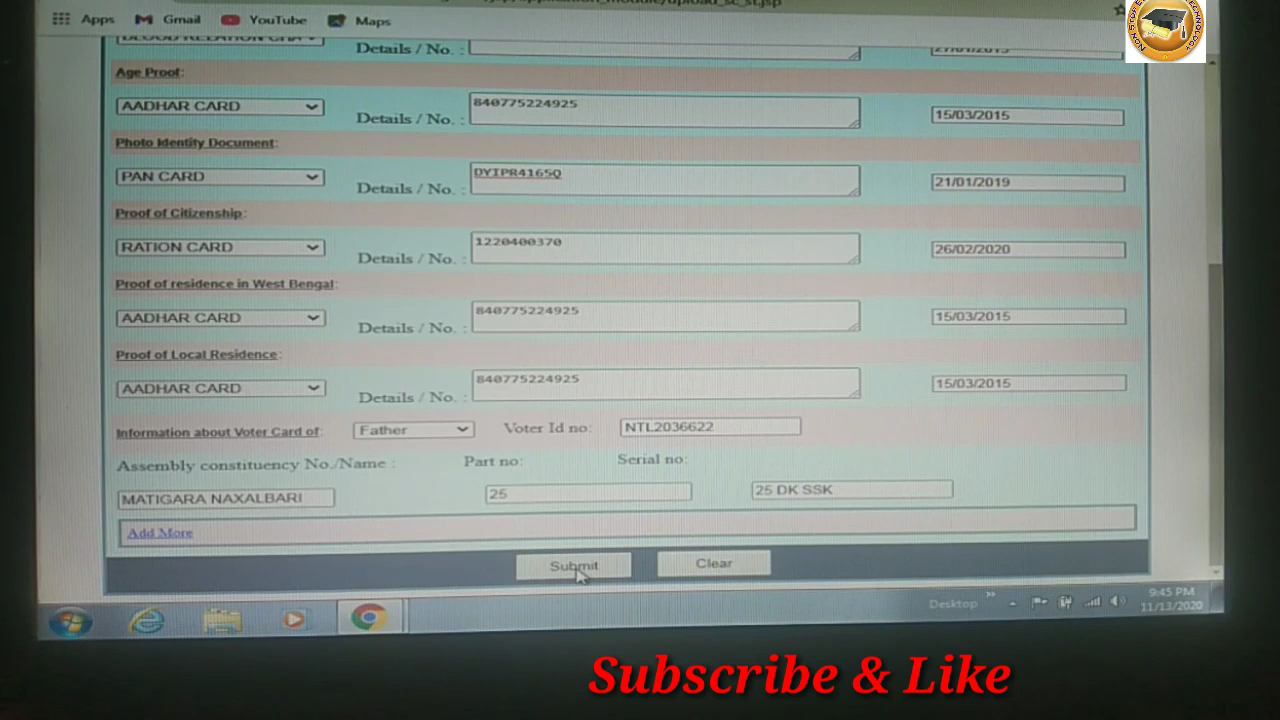 upload_sc_st.jsp
Apps Gmail YouTube Maps
NON STOP TECHNOLOGY
Details / No. :
Age Proof:
AADHAR CARD Details / No. : 840775224925 15/03/2015
Photo Identity Document:
PAN CARD Details / No. : DYIPR4165Q 21/01/2019
Proof of Citizenship:
RATION CARD Details / No. : 1220400370 26/02/2020
Proof of residence in West Bengal:
AADHAR CARD Details / No. : 840775224925 15/03/2015
Proof of Local Residence:
AADHAR CARD Details / No. : 840775224925 15/03/2015
Information about Voter Card of: Father Voter Id no: NTL2036622
Assembly constituency No./Name : Part no: Serial no:
MATIGARA NAXALBARI 25 25 DK SSK
Add More
Submit Clear
Desktop 9:45 PM
11/13/2020
Subscribe & Like